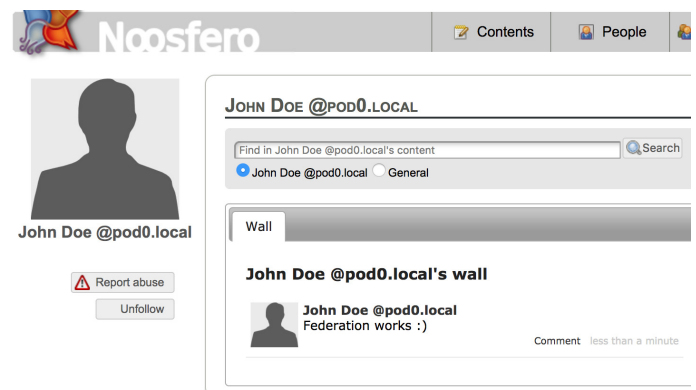 Noosfero
Contents
People
JOHN DOE @POD0.LOCAL
Find in John Doe @pod0.local's content
Search
John Doe @pod0.local
General
John Doe @pod0.local
Report abuse
Unfollow
Wall
John Doe @pod0.local's wall
John Doe @pod0.local
Federation works :)
Comment less than a minute